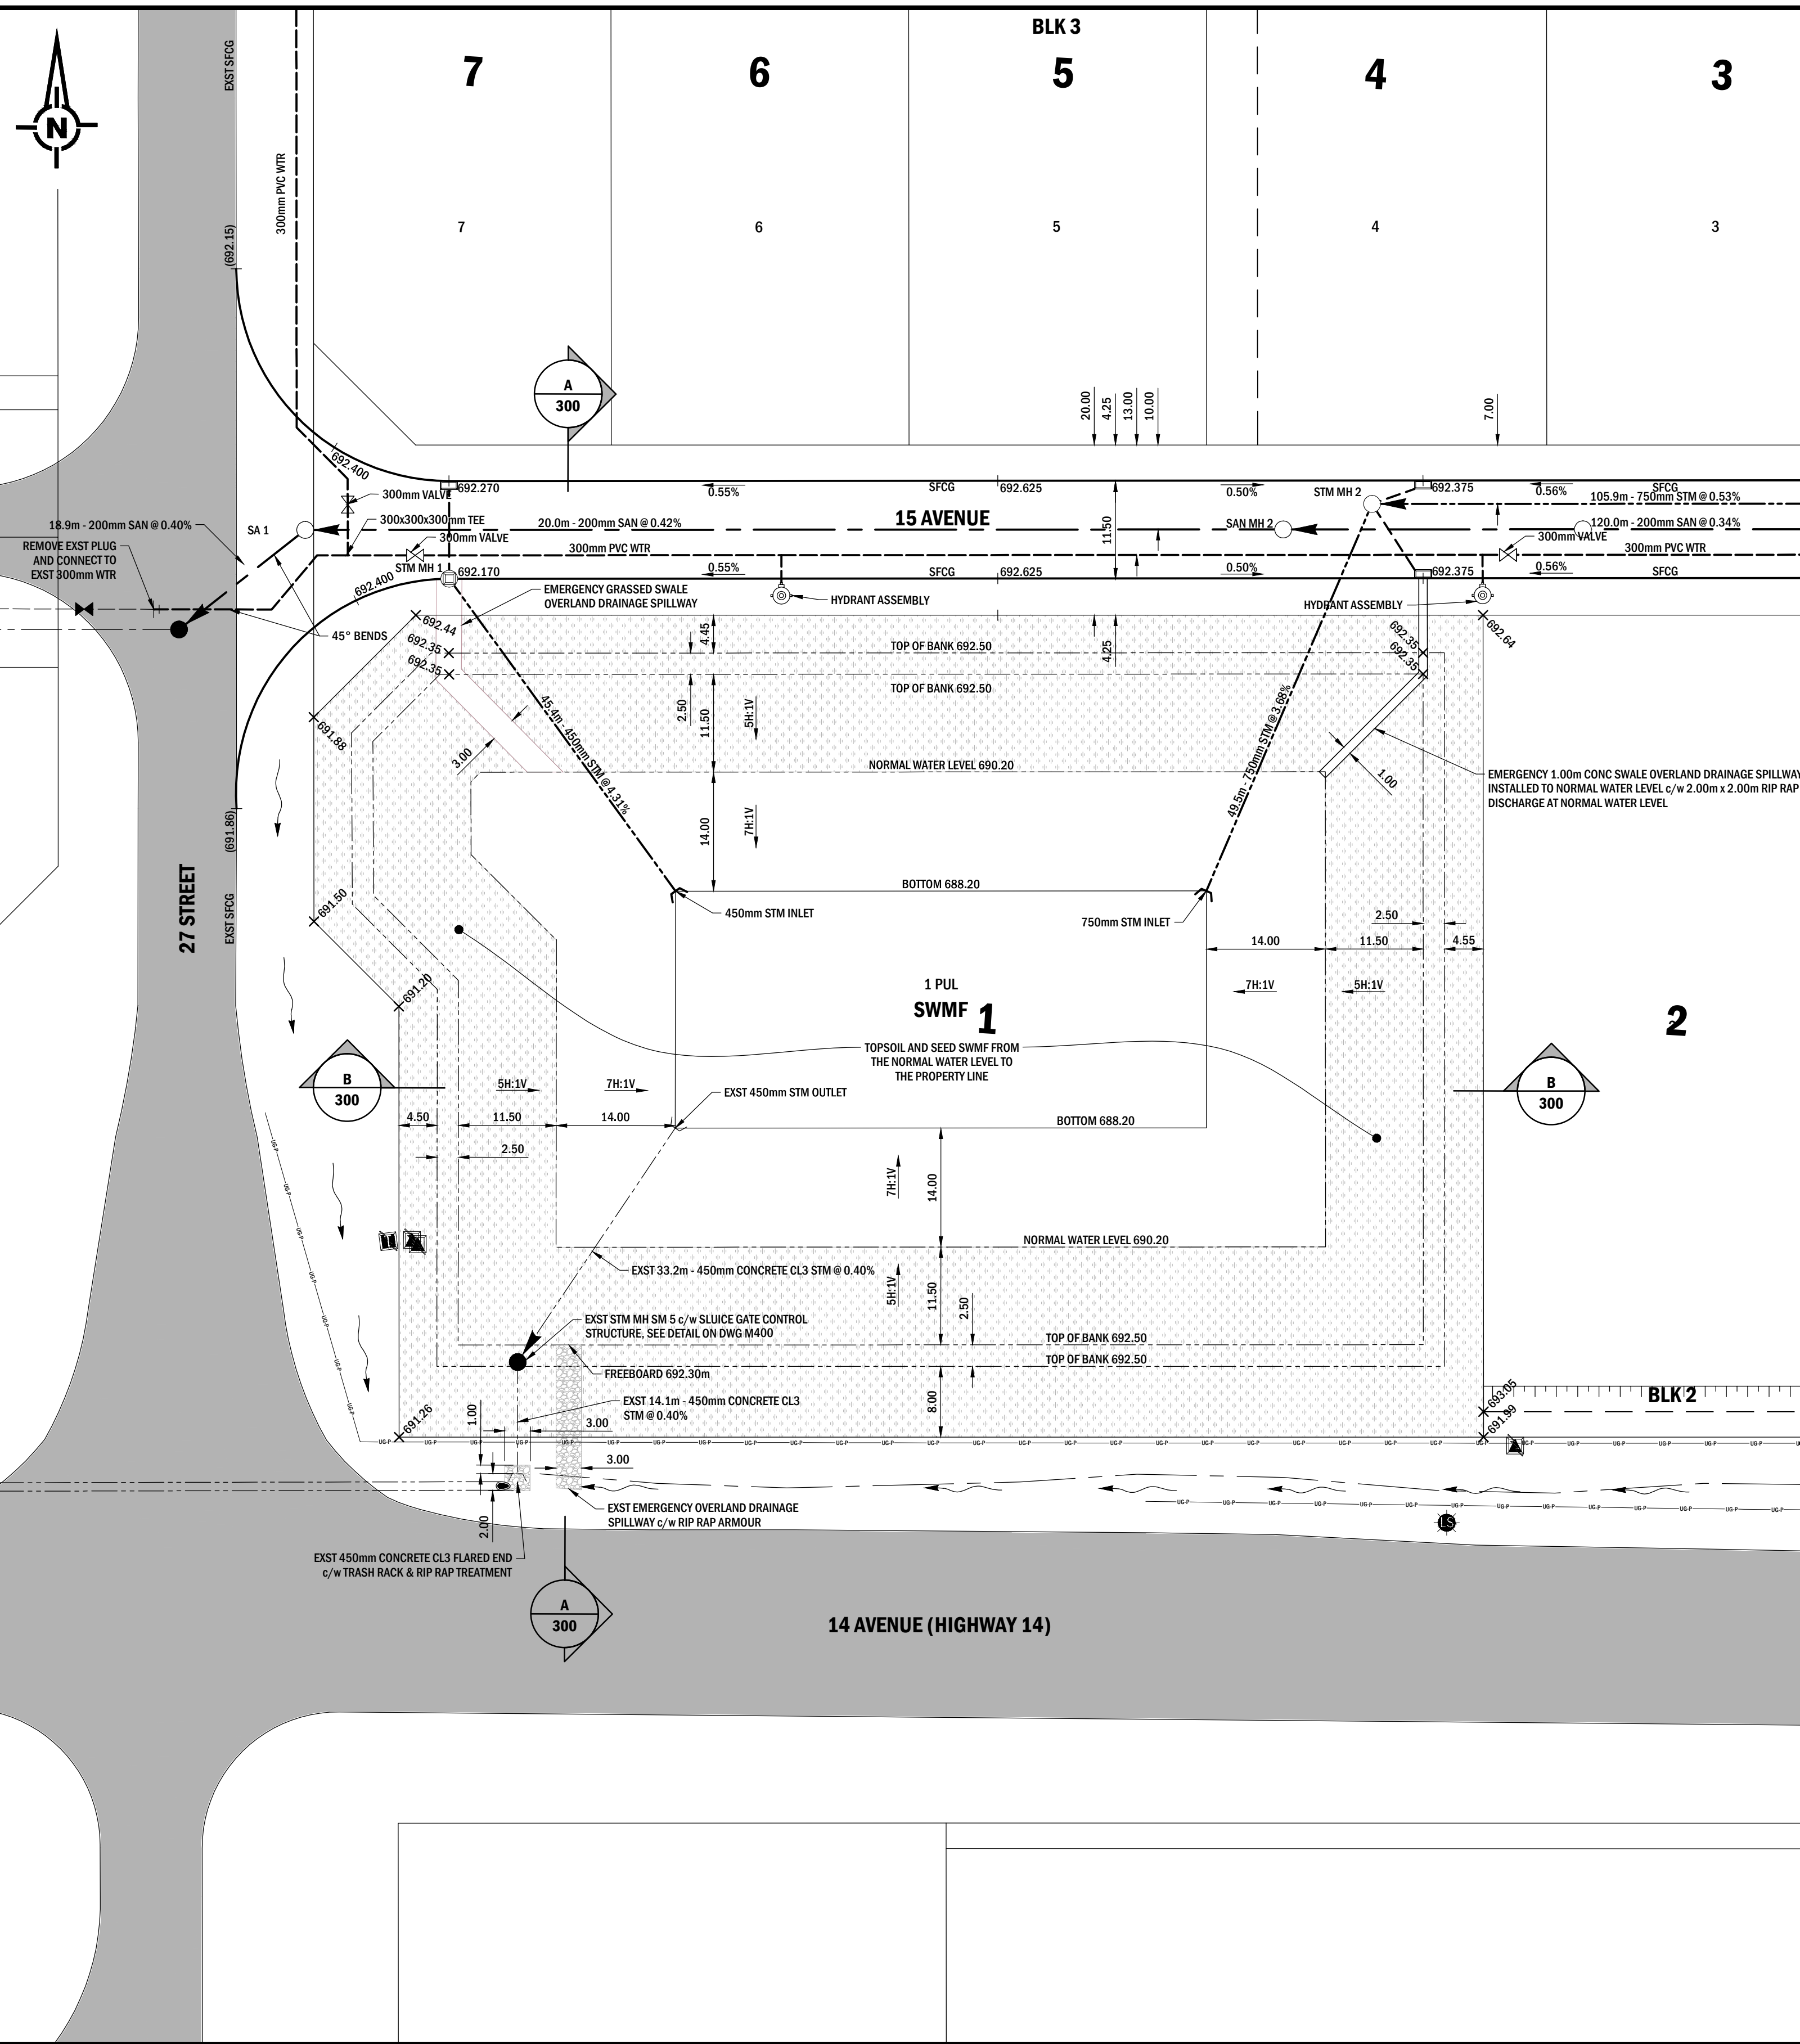 BLK 3
7
6
5
4
3
N
EXST SFCG
300mm PVC WTR
(692.15)
7
6
5
4
3
A
300
20.00
4.25
13.00
10.00
7.00
692.400
692.270
0.55%
692.625
SFCG
0.50%
STM MH 2
692.375
0.56%
SFCG
300mm VALVE
105.9m - 750mm STM @ 0.53%
18.9m - 200mm SAN @ 0.40%
SA 1
300x300x300mm TEE
20.0m - 200mm SAN @ 0.42%
15 AVENUE
11.50
SAN MH 2
120.0m - 200mm SAN @ 0.34%
300mm VALVE
300mm VALVE
REMOVE EXST PLUG
AND CONNECT TO
EXST 300mm WTR
300mm PVC WTR
300mm PVC WTR
STM MH 1
692.170
0.55%
692.625
SFCG
0.50%
692.375
0.56%
SFCG
692.400
EMERGENCY GRASSED SWALE
OVERLAND DRAINAGE SPILLWAY
HYDRANT ASSEMBLY
HYDRANT ASSEMBLY
45° BENDS
692.44
692.35
692.35
4.45
TOP OF BANK 692.50
4.25
692.35
692.35
692.64
TOP OF BANK 692.50
2.50
11.50
5H:1V
691.88
3.00
45.4m - 450mm STM @ 4.31%
49.5m - 750mm STM @ 3.68%
NORMAL WATER LEVEL 690.20
1.00
EMERGENCY 1.00m CONC SWALE OVERLAND DRAINAGE SPILLWAY
INSTALLED TO NORMAL WATER LEVEL c/w 2.00m x 2.00m RIP RAP
DISCHARGE AT NORMAL WATER LEVEL
(691.86)
14.00
7H:1V
27 STREET
EXST SFCG
691.50
BOTTOM 688.20
450mm STM INLET
750mm STM INLET
2.50
14.00
11.50
4.55
691.20
1 PUL
SWMF
1
7H:1V
5H:1V
2
2
TOPSOIL AND SEED SWMF FROM
THE NORMAL WATER LEVEL TO
THE PROPERTY LINE
B
300
B
300
5H:1V
7H:1V
EXST 450mm STM OUTLET
4.50
11.50
14.00
BOTTOM 688.20
2.50
7H:1V
14.00
NORMAL WATER LEVEL 690.20
EXST 33.2m - 450mm CONCRETE CL3 STM @ 0.40%
5H:1V
11.50
2.50
EXST STM MH SM 5 c/w SLUICE GATE CONTROL
STRUCTURE, SEE DETAIL ON DWG M400
TOP OF BANK 692.50
TOP OF BANK 692.50
FREEBOARD 692.30m
8.00
EXST 14.1m - 450mm CONCRETE CL3
STM @ 0.40%
1.00
3.00
691.26
693.05
691.99
BLK 2
3.00
2.00
EXST EMERGENCY OVERLAND DRAINAGE
SPILLWAY c/w RIP RAP ARMOUR
LS
EXST 450mm CONCRETE CL3 FLARED END
c/w TRASH RACK & RIP RAP TREATMENT
A
300
14 AVENUE (HIGHWAY 14)